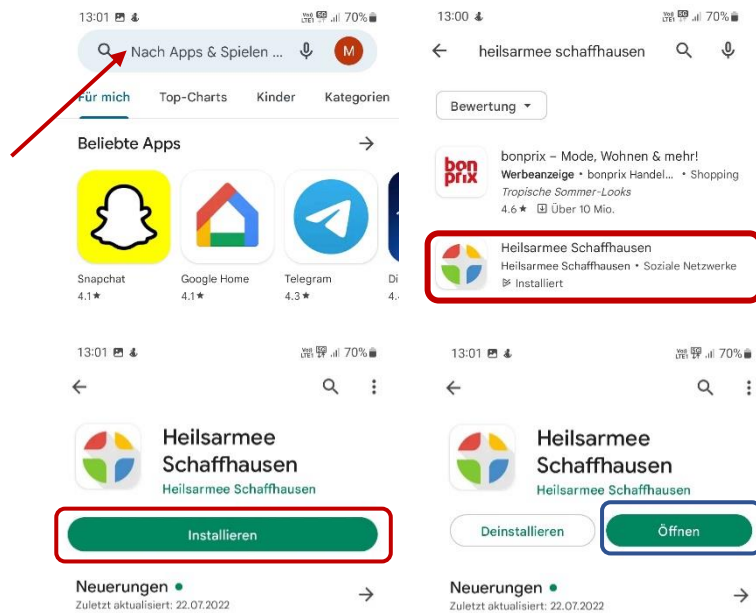 13:01 70%
Nach Apps & Spielen ... M
Für mich Top-Charts Kinder Kategorien
Beliebte Apps
Snapchat Google Home Telegram Di
4.1★ 4.1★ 4.3★ 4.
13:00 70%
heilsarmee schaffhausen
Bewertung
bon prix
bonprix – Mode, Wohnen & mehr!
Werbeanzeige • bonprix Handel... • Shopping
Tropische Sommer-Looks
4.6★ Über 10 Mio.
Heilsarmee Schaffhausen
Heilsarmee Schaffhausen • Soziale Netzwerke
Installiert
13:01 70%
Heilsarmee
Schaffhausen
Heilsarmee Schaffhausen
Installieren
Neuerungen •
Zuletzt aktualisiert: 22.07.2022
13:01 70%
Heilsarmee
Schaffhausen
Heilsarmee Schaffhausen
Deinstallieren Öffnen
Neuerungen •
Zuletzt aktualisiert: 22.07.2022